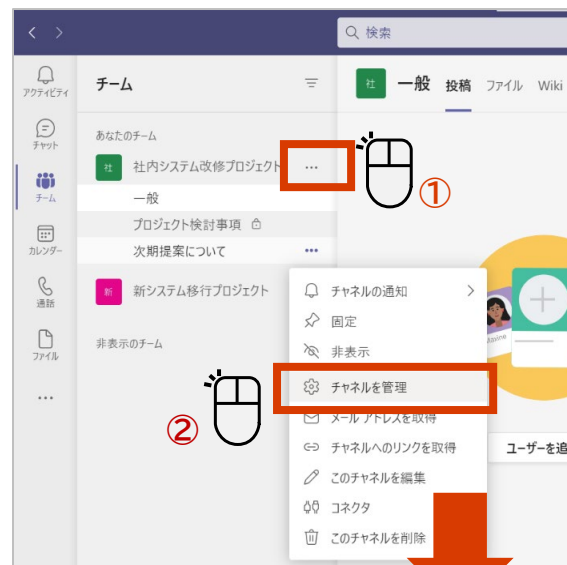 検索
アクティビティ
チャット
チーム
カレンダー
通話
ファイル
チーム
あなたのチーム
社 社内システム改修プロジェクト
一般
プロジェクト検討事項
次期提案について
新 新システム移行プロジェクト
非表示のチーム
社 一般 投稿 ファイル Wiki
①
②
チャネルの通知
固定
非表示
チャネルを管理
メール アドレスを取得
チャネルへのリンクを取得
このチャネルを編集
コネクタ
このチャネルを削除
Maxine
ユーザーを追